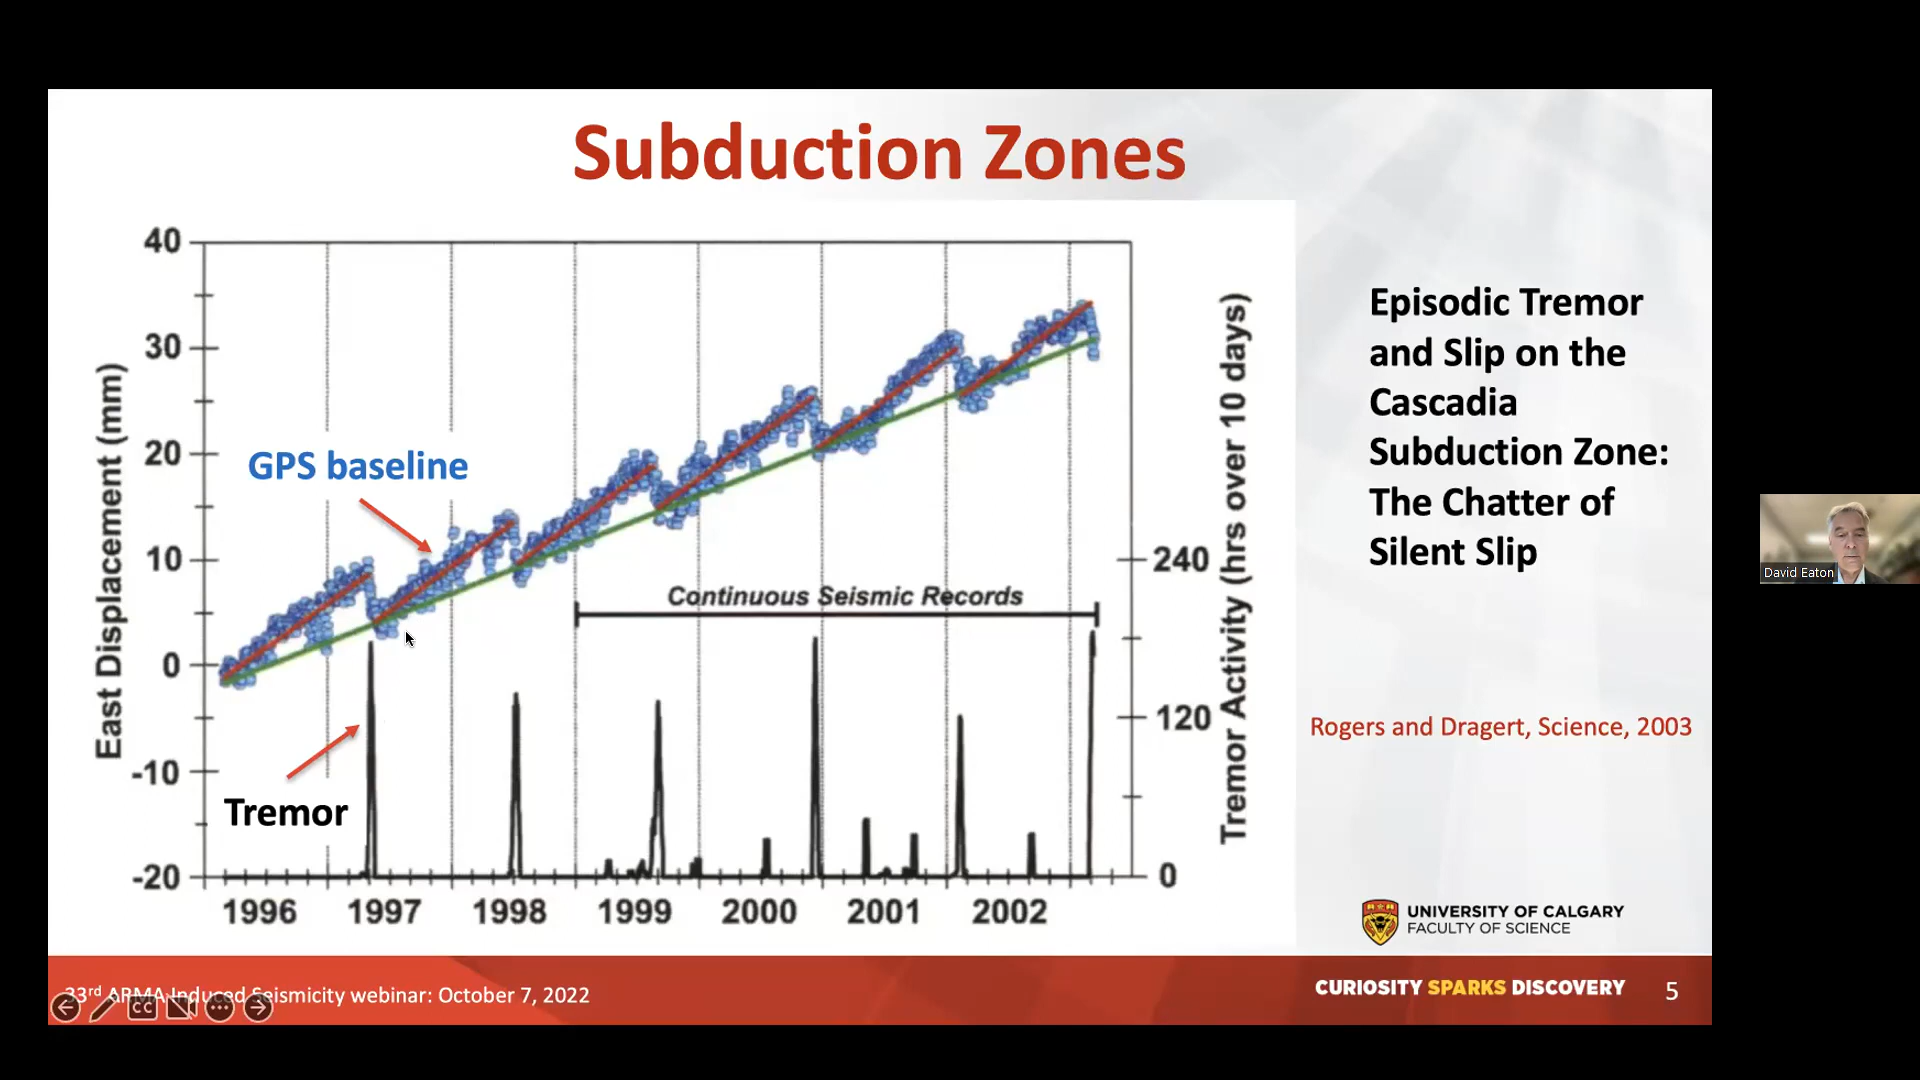 Subduction Zones
40
30
20
10
0
-10
-20
East Displacement (mm)
GPS baseline
Tremor
Continuous Seismic Records
240
120
0
Tremor Activity (hrs over 10 days)
1996 1997 1998 1999 2000 2001 2002
Episodic Tremor
and Slip on the
Cascadia
Subduction Zone:
The Chatter of
Silent Slip
Rogers and Dragert, Science, 2003
UNIVERSITY OF CALGARY
FACULTY OF SCIENCE
33rd ARMA Induced Seismicity webinar: October 7, 2022
CC
CURIOSITY SPARKS DISCOVERY
5
David Eaton